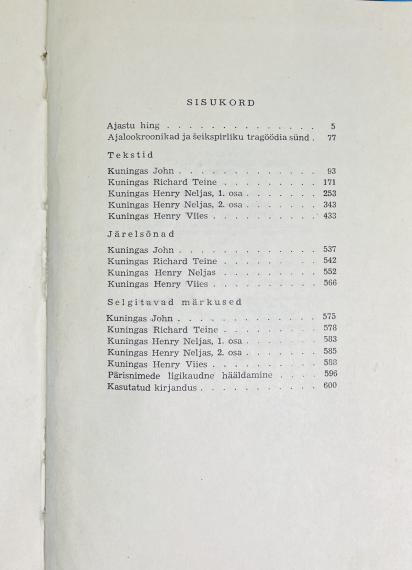 SISUKORD
Ajastu hing . . . . . . . . . . . . . . 5
Ajalookroonikad ja šeikspirliku tragöödia sünd . 77
Tekstid
Kuningas John . . . . . . . . . . . . . 93
Kuningas Richard Teine . . . . . . . . . 171
Kuningas Henry Neljas, 1. osa . . . . . . . 253
Kuningas Henry Neljas, 2. osa . . . . . . . 343
Kuningas Henry Viies . . . . . . . . . . 433
Järelsõnad
Kuningas John . . . . . . . . . . . . . 537
Kuningas Richard Teine . . . . . . . . . 542
Kuningas Henry Neljas . . . . . . . . . 552
Kuningas Henry Viies . . . . . . . . . . 566
Selgitavad märkused
Kuningas John . . . . . . . . . . . . . 575
Kuningas Richard Teine . . . . . . . . . 578
Kuningas Henry Neljas, 1. osa . . . . . . . 583
Kuningas Henry Neljas, 2. osa . . . . . . . 585
Kuningas Henry Viies . . . . . . . . . . 588
Pärisnimede ligikaudne hääldamine . . . . 596
Kasutatud kirjandus . . . . . . . . . . . 600